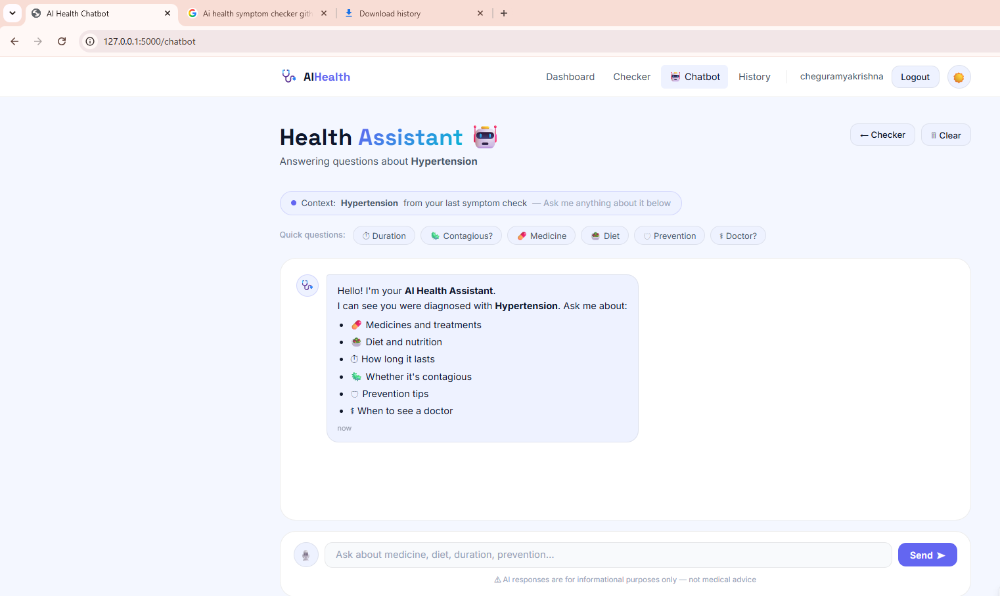 AI Health Chatbot
Ai health symptom checker gith
Download history
127.0.0.1:5000/chatbot
AIHealth
Dashboard
Checker
Chatbot
History
cheguramyakrishna
Logout
Health Assistant
← Checker
Clear
Answering questions about Hypertension
Context: Hypertension from your last symptom check — Ask me anything about it below
Quick questions:
Duration
Contagious?
Medicine
Diet
Prevention
Doctor?
Hello! I'm your AI Health Assistant.
I can see you were diagnosed with Hypertension. Ask me about:
• Medicines and treatments
• Diet and nutrition
• How long it lasts
• Whether it's contagious
• Prevention tips
• When to see a doctor
now
Ask about medicine, diet, duration, prevention...
Send ➤
⚠ AI responses are for informational purposes only — not medical advice